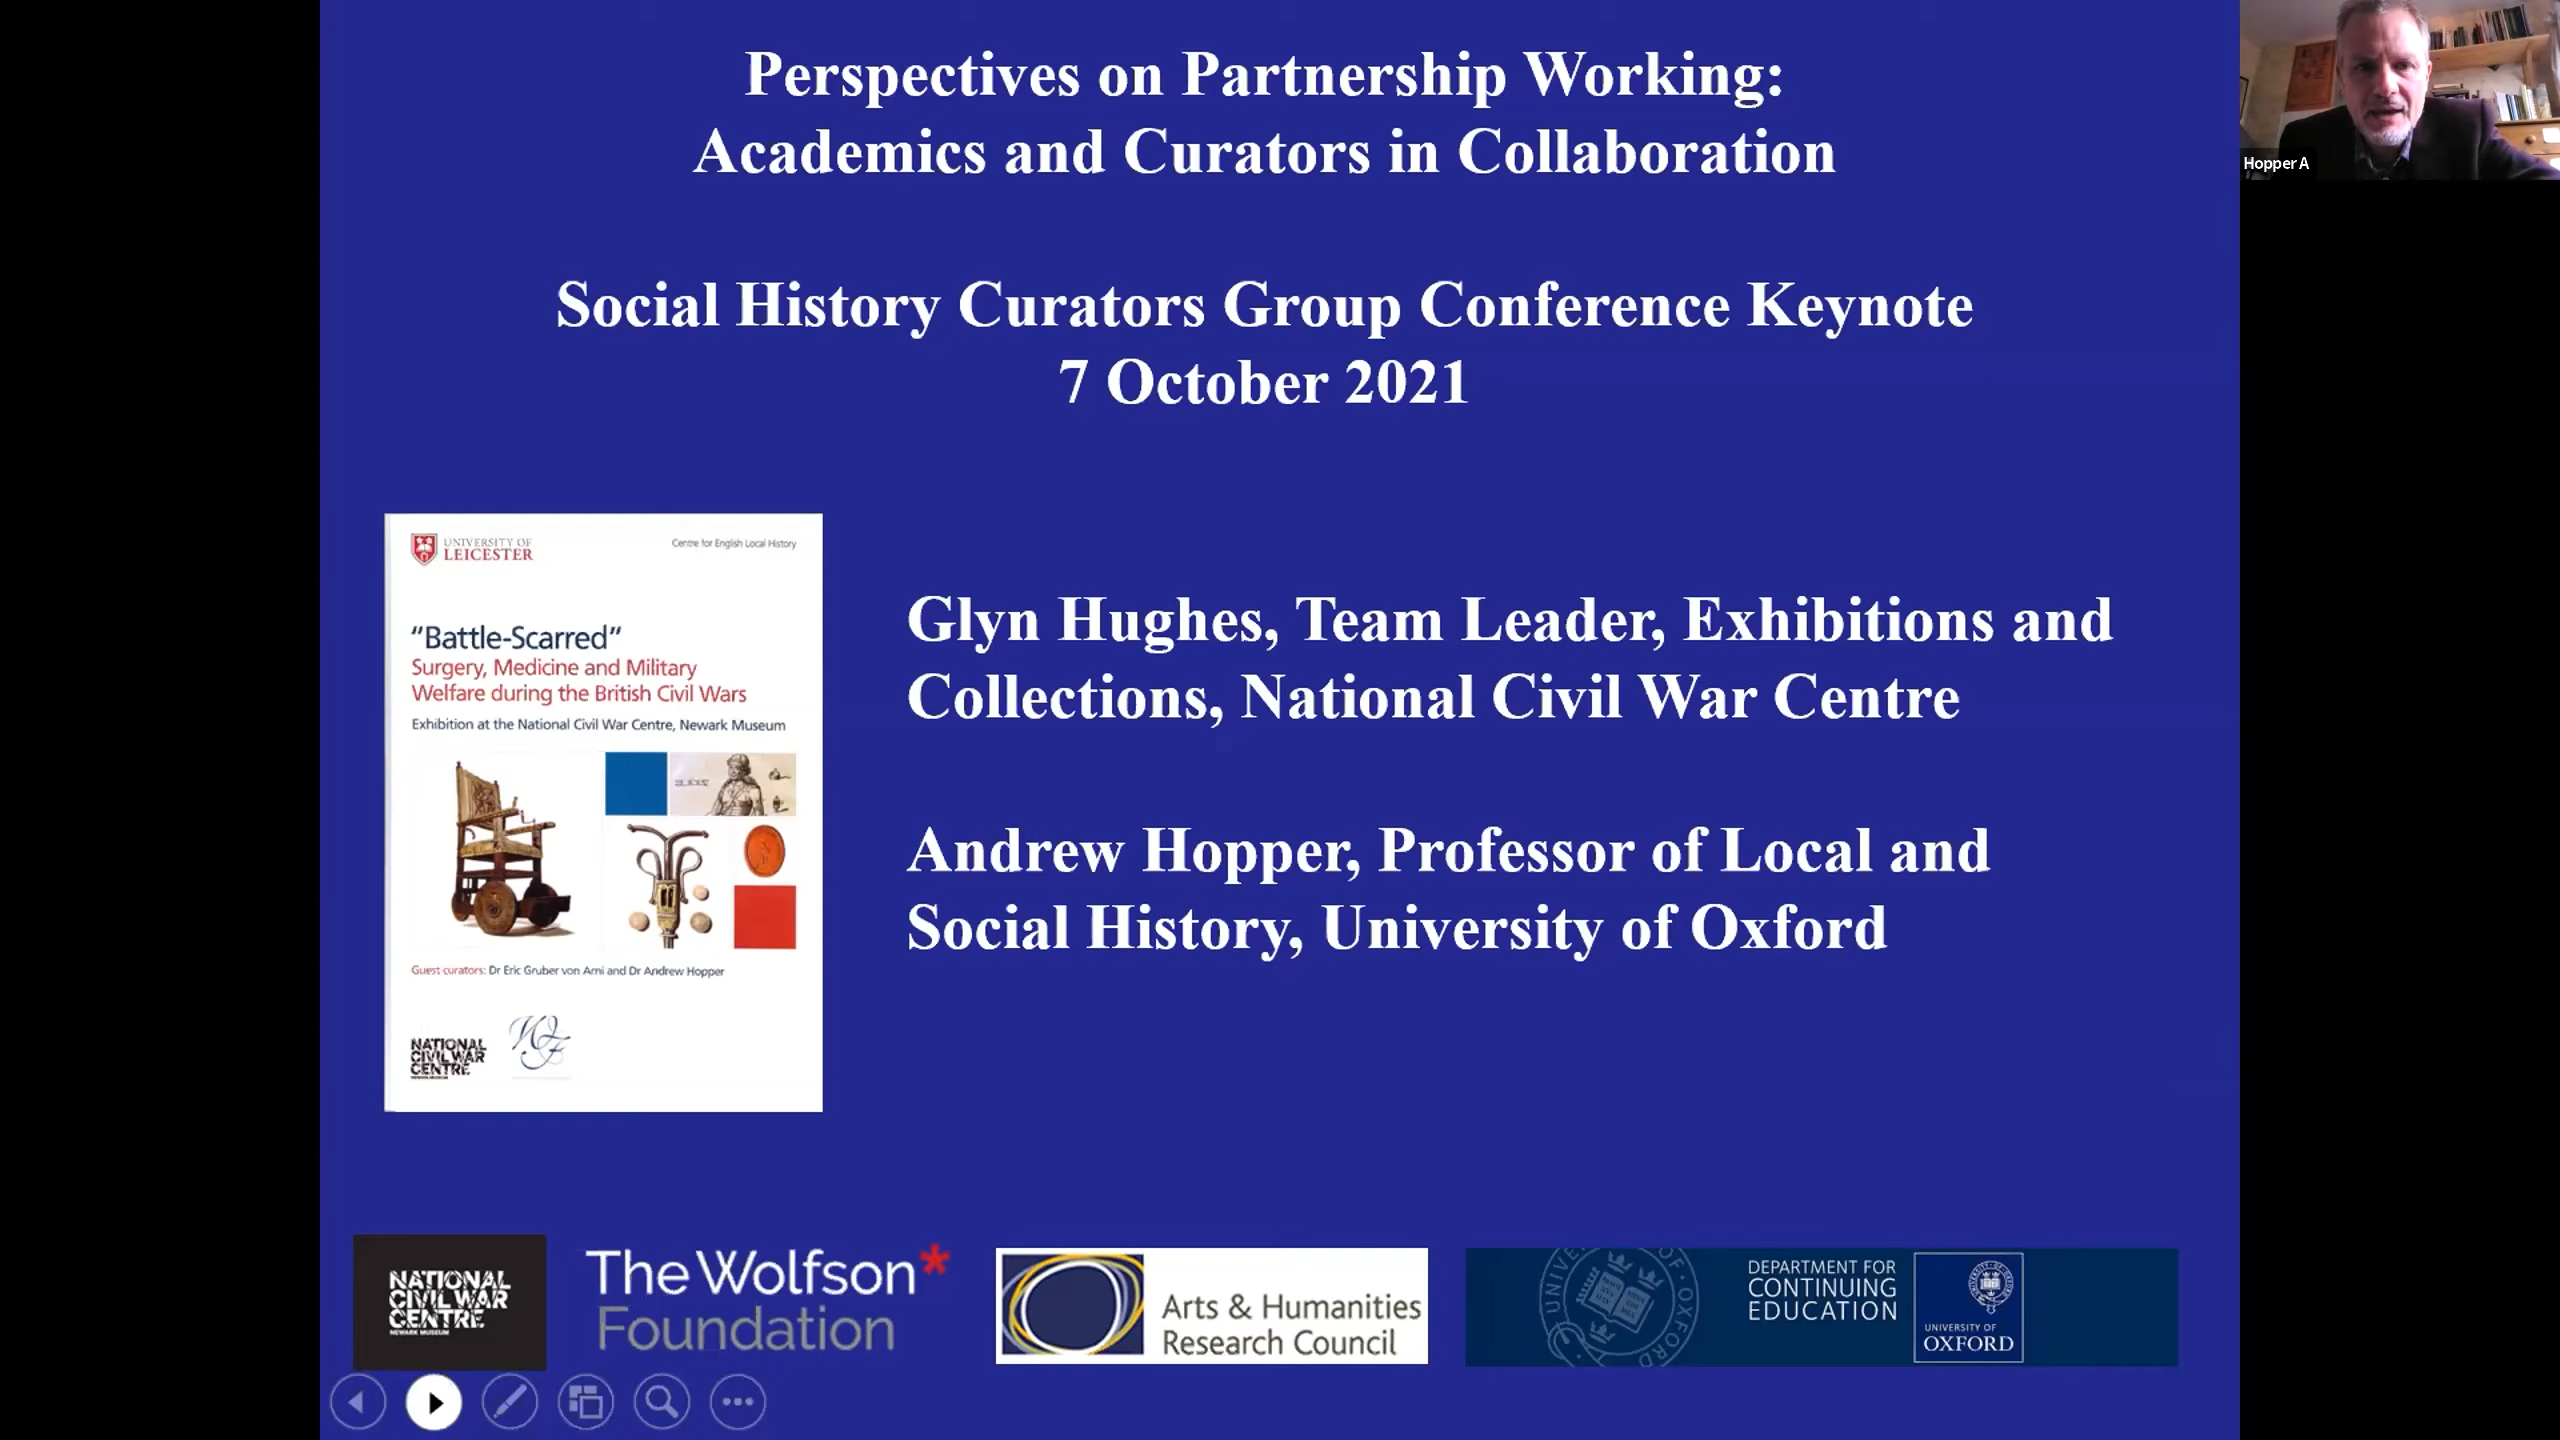 Perspectives on Partnership Working:
Academics and Curators in Collaboration
Social History Curators Group Conference Keynote
7 October 2021
Hopper A
UNIVERSITY OF
LEICESTER
Centre for English Local History
"Battle-Scarred"
Surgery, Medicine and Military
Welfare during the British Civil Wars
Exhibition at the National Civil War Centre, Newark Museum
Guest curators: Dr Eric Gruber von Arni and Dr Andrew Hopper
NATIONAL
CIVIL WAR
CENTRE
Glyn Hughes, Team Leader, Exhibitions and
Collections, National Civil War Centre
Andrew Hopper, Professor of Local and
Social History, University of Oxford
NATIONAL
CIVIL WAR
CENTRE
NEWARK MUSEUM
The Wolfson*
Foundation
Arts & Humanities
Research Council
DEPARTMENT FOR
CONTINUING
EDUCATION
UNIVERSITY OF
OXFORD